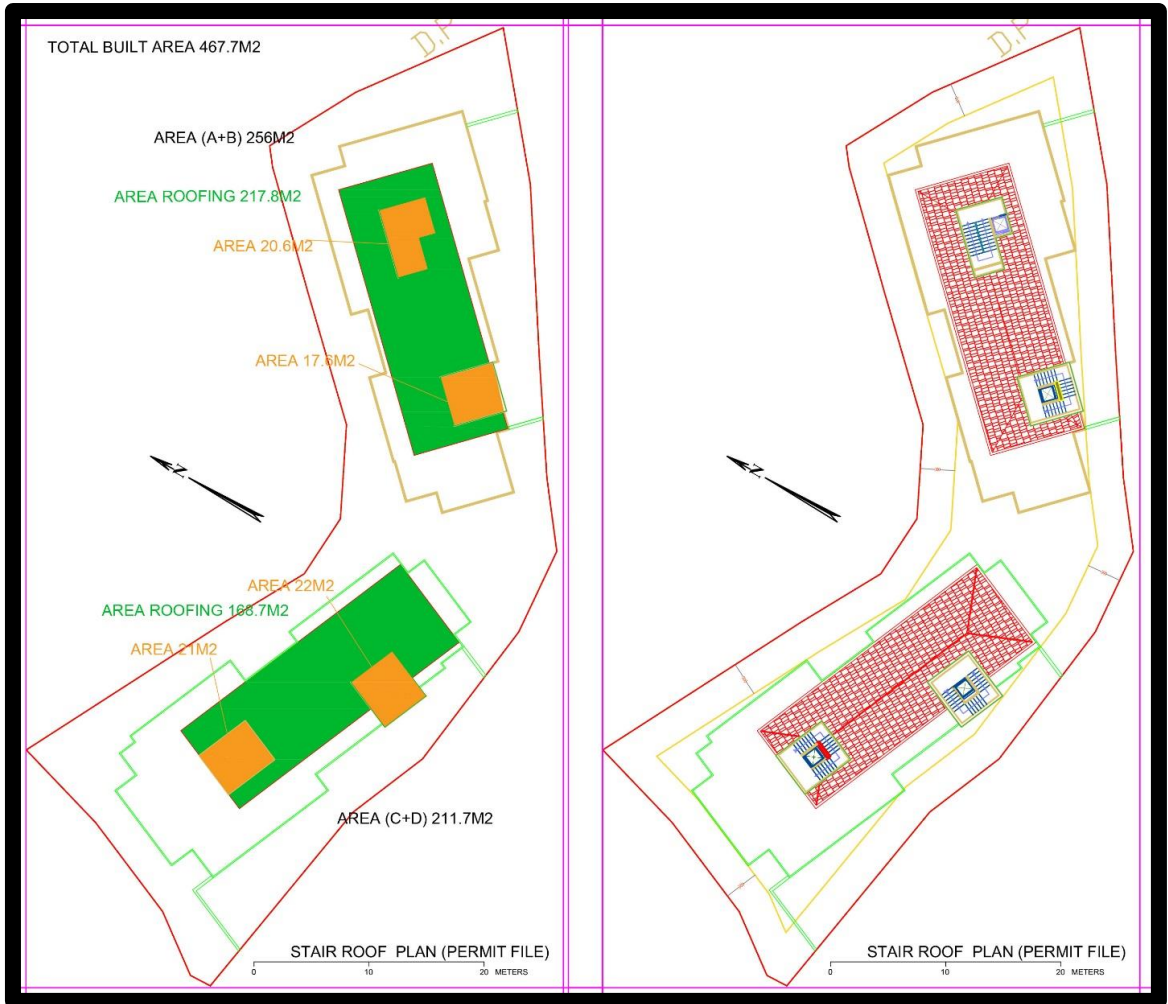 D.P
TOTAL BUILT AREA 467.7M2
AREA (A+B) 256M2
AREA ROOFING 217.8M2
AREA 20.6M2
AREA 17.6M2
N
AREA 22M2
AREA ROOFING 168.7M2
AREA 21M2
AREA (C+D) 211.7M2
STAIR ROOF PLAN (PERMIT FILE)
0 10 20 METERS
D.P
N
STAIR ROOF PLAN (PERMIT FILE)
0 10 20 METERS